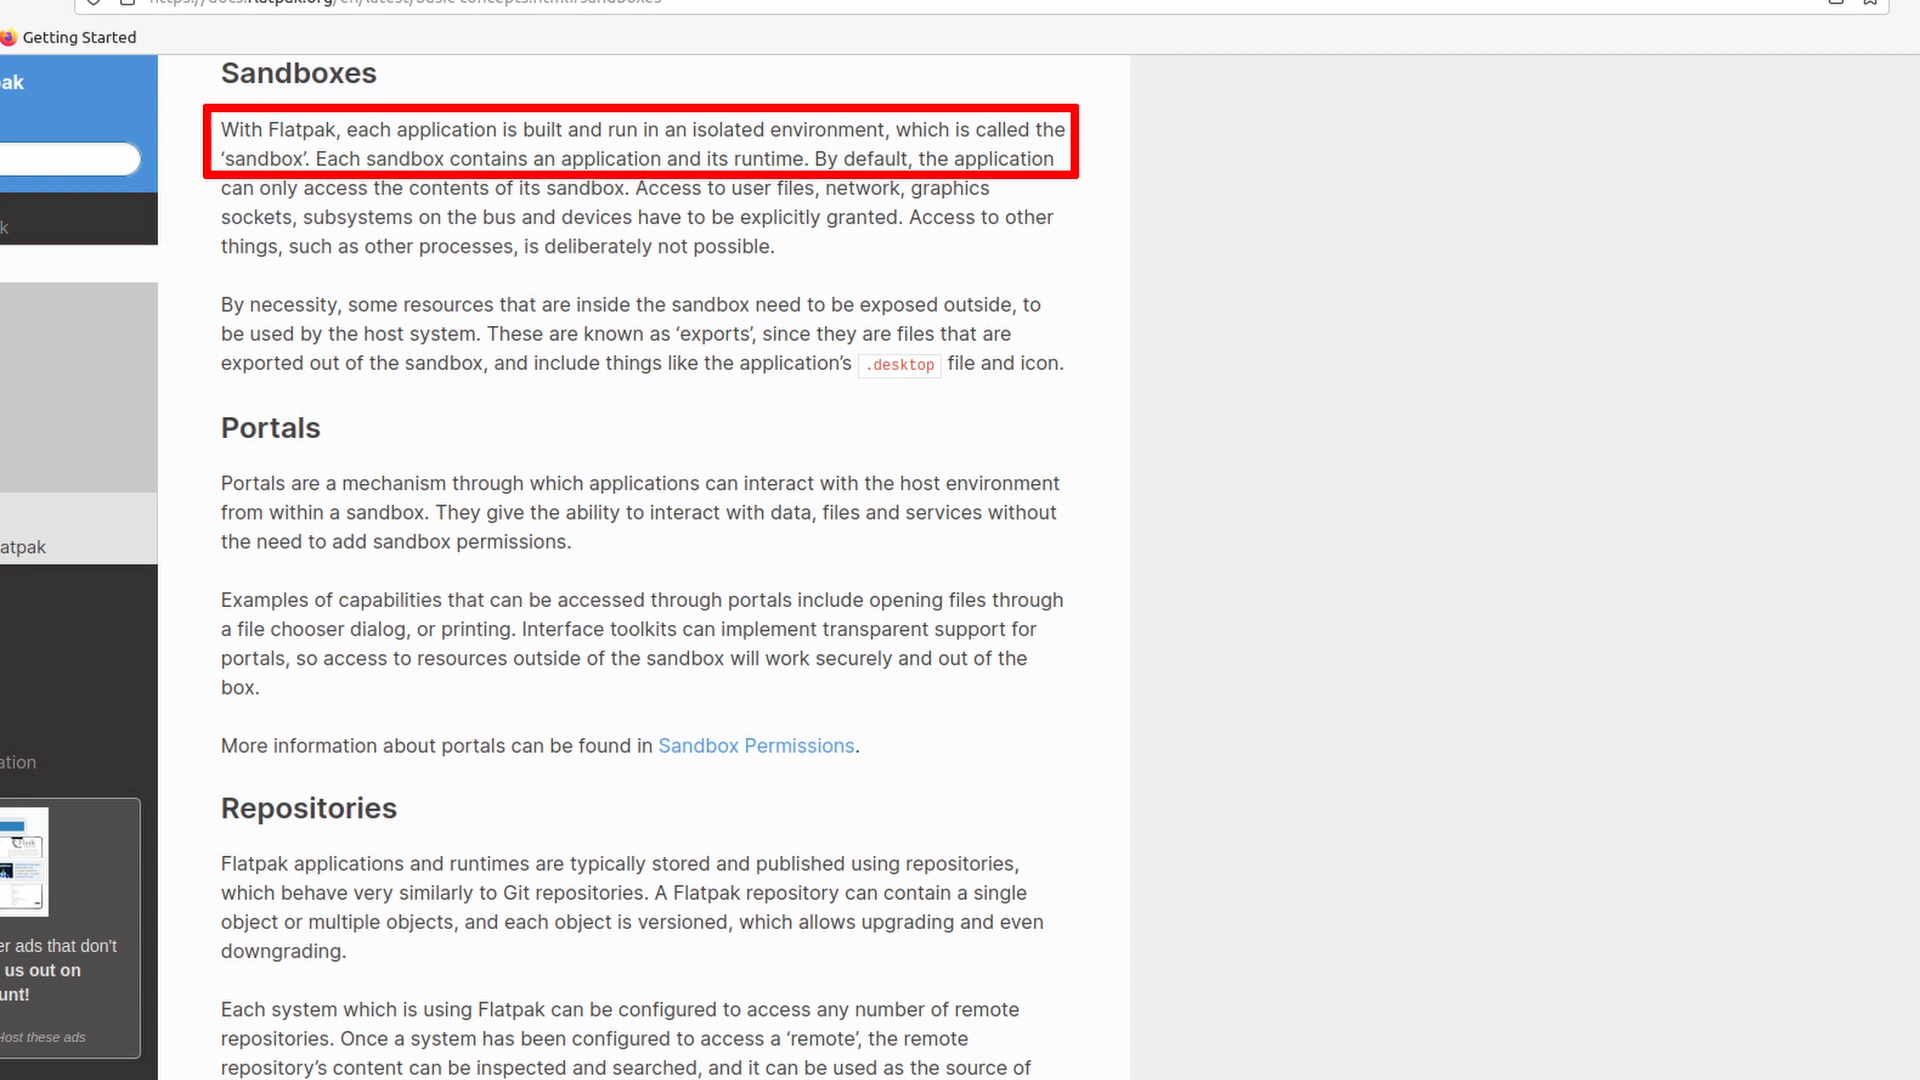 Getting Started
Sandboxes
With Flatpak, each application is built and run in an isolated environment, which is called the
‘sandbox’. Each sandbox contains an application and its runtime. By default, the application
can only access the contents of its sandbox. Access to user files, network, graphics
sockets, subsystems on the bus and devices have to be explicitly granted. Access to other
things, such as other processes, is deliberately not possible.
By necessity, some resources that are inside the sandbox need to be exposed outside, to
be used by the host system. These are known as ‘exports’, since they are files that are
exported out of the sandbox, and include things like the application’s .desktop file and icon.
Portals
Portals are a mechanism through which applications can interact with the host environment
from within a sandbox. They give the ability to interact with data, files and services without
the need to add sandbox permissions.
Examples of capabilities that can be accessed through portals include opening files through
a file chooser dialog, or printing. Interface toolkits can implement transparent support for
portals, so access to resources outside of the sandbox will work securely and out of the
box.
More information about portals can be found in Sandbox Permissions.
Repositories
Flatpak applications and runtimes are typically stored and published using repositories,
which behave very similarly to Git repositories. A Flatpak repository can contain a single
object or multiple objects, and each object is versioned, which allows upgrading and even
downgrading.
Each system which is using Flatpak can be configured to access any number of remote
repositories. Once a system has been configured to access a ‘remote’, the remote
repository’s content can be inspected and searched, and it can be used as the source of
ak
k
atpak
ation
er ads that don't
us out on
unt!
Host these ads